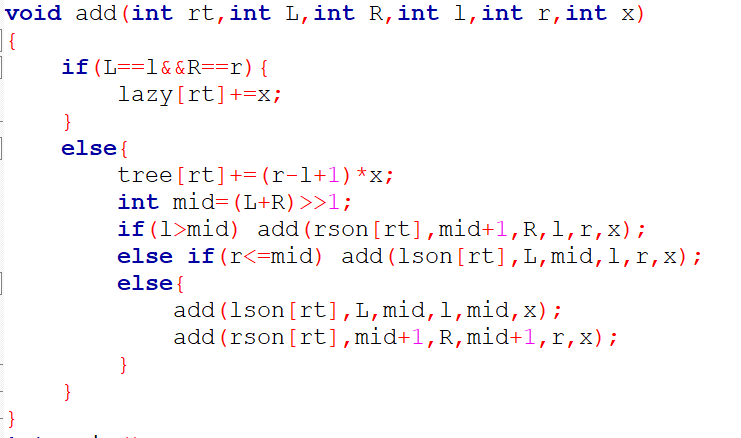 void add(int rt,int L,int R,int l,int r,int x)
{
    if(L==l&&R==r){
        lazy[rt]+=x;
    }
    else{
        tree[rt]+=(r-l+1)*x;
        int mid=(L+R)>>1;
        if(l>mid) add(rson[rt],mid+1,R,l,r,x);
        else if(r<=mid) add(lson[rt],L,mid,l,r,x);
        else{
            add(lson[rt],L,mid,l,mid,x);
            add(rson[rt],mid+1,R,mid+1,r,x);
        }
    }
}